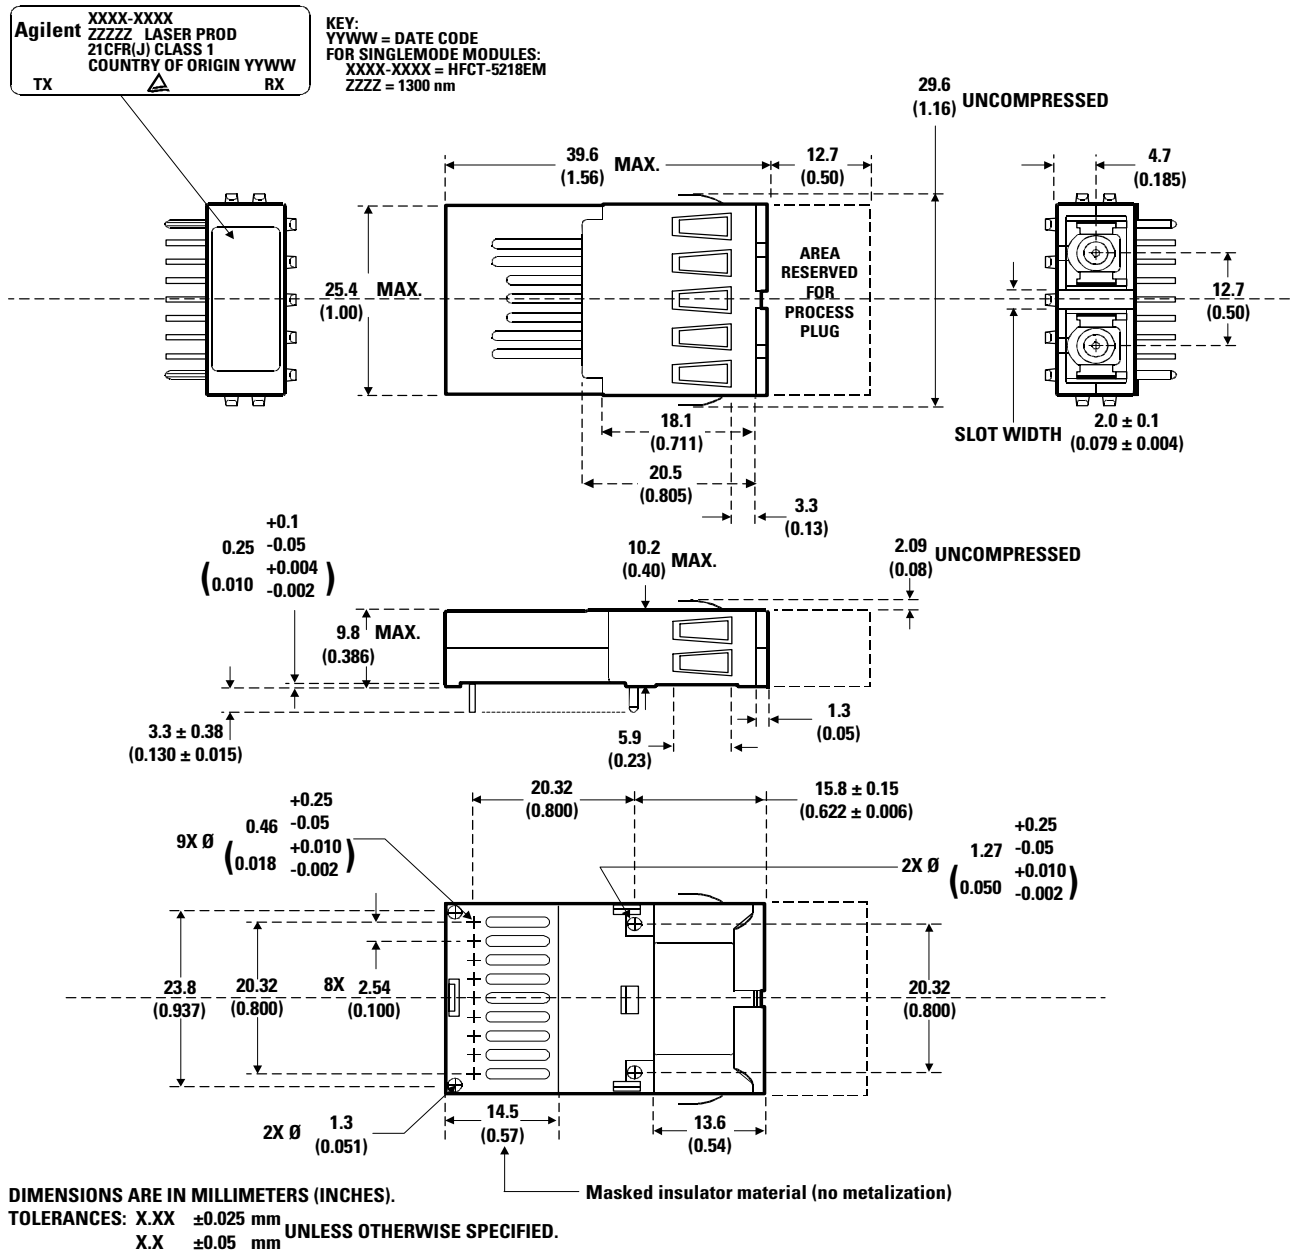 Agilent
XXXX-XXXX
ZZZZZ LASER PROD
21CFR(J) CLASS 1
COUNTRY OF ORIGIN YYWW
TX
RX
KEY:
YYWW = DATE CODE
FOR SINGLEMODE MODULES:
XXXX-XXXX = HFCT-5218EM
ZZZZ = 1300 nm
29.6
(1.16)
UNCOMPRESSED
39.6
(1.56)
MAX.
12.7
(0.50)
4.7
(0.185)
25.4
(1.00)
MAX.
AREA
RESERVED
FOR
PROCESS
PLUG
12.7
(0.50)
18.1
(0.711)
SLOT WIDTH
2.0 ± 0.1
(0.079 ± 0.004)
20.5
(0.805)
3.3
(0.13)
0.25 +0.1 -0.05
(0.010 +0.004 -0.002)
10.2
(0.40)
MAX.
2.09
(0.08)
UNCOMPRESSED
9.8
(0.386)
MAX.
3.3 ± 0.38
(0.130 ± 0.015)
5.9
(0.23)
1.3
(0.05)
20.32
(0.800)
15.8 ± 0.15
(0.622 ± 0.006)
9X Ø
0.46 +0.25 -0.05
(0.018 +0.010 -0.002)
2X Ø
1.27 +0.25 -0.05
(0.050 +0.010 -0.002)
23.8
(0.937)
20.32
(0.800)
8X
2.54
(0.100)
20.32
(0.800)
2X Ø
1.3
(0.051)
14.5
(0.57)
13.6
(0.54)
Masked insulator material (no metalization)
DIMENSIONS ARE IN MILLIMETERS (INCHES).
TOLERANCES: X.XX ±0.025 mm
X.X ±0.05 mm
UNLESS OTHERWISE SPECIFIED.